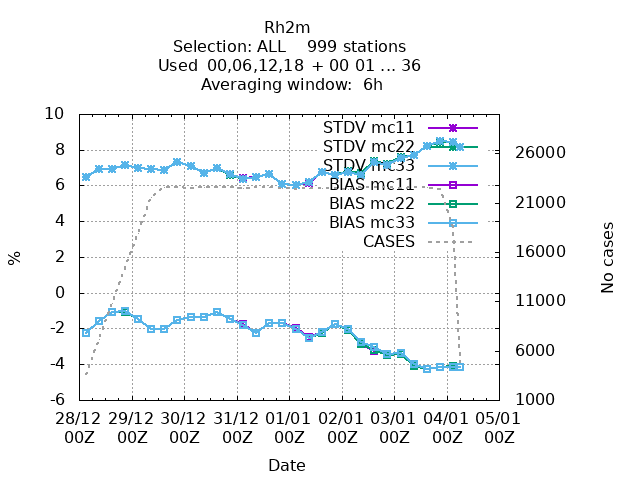 Rh2m
Selection: ALL    999 stations
Used  00,06,12,18  + 00 01 ... 36
Averaging window:  6h
STDV mc11
STDV mc22
STDV mc33
BIAS mc11
BIAS mc22
BIAS mc33
CASES
10
8
6
4
2
0
-2
-4
-6
%
26000
21000
16000
11000
6000
1000
No cases
28/12 29/12 30/12 31/12 01/01 02/01 03/01 04/01 05/01
00Z 00Z 00Z 00Z 00Z 00Z 00Z 00Z 00Z
Date